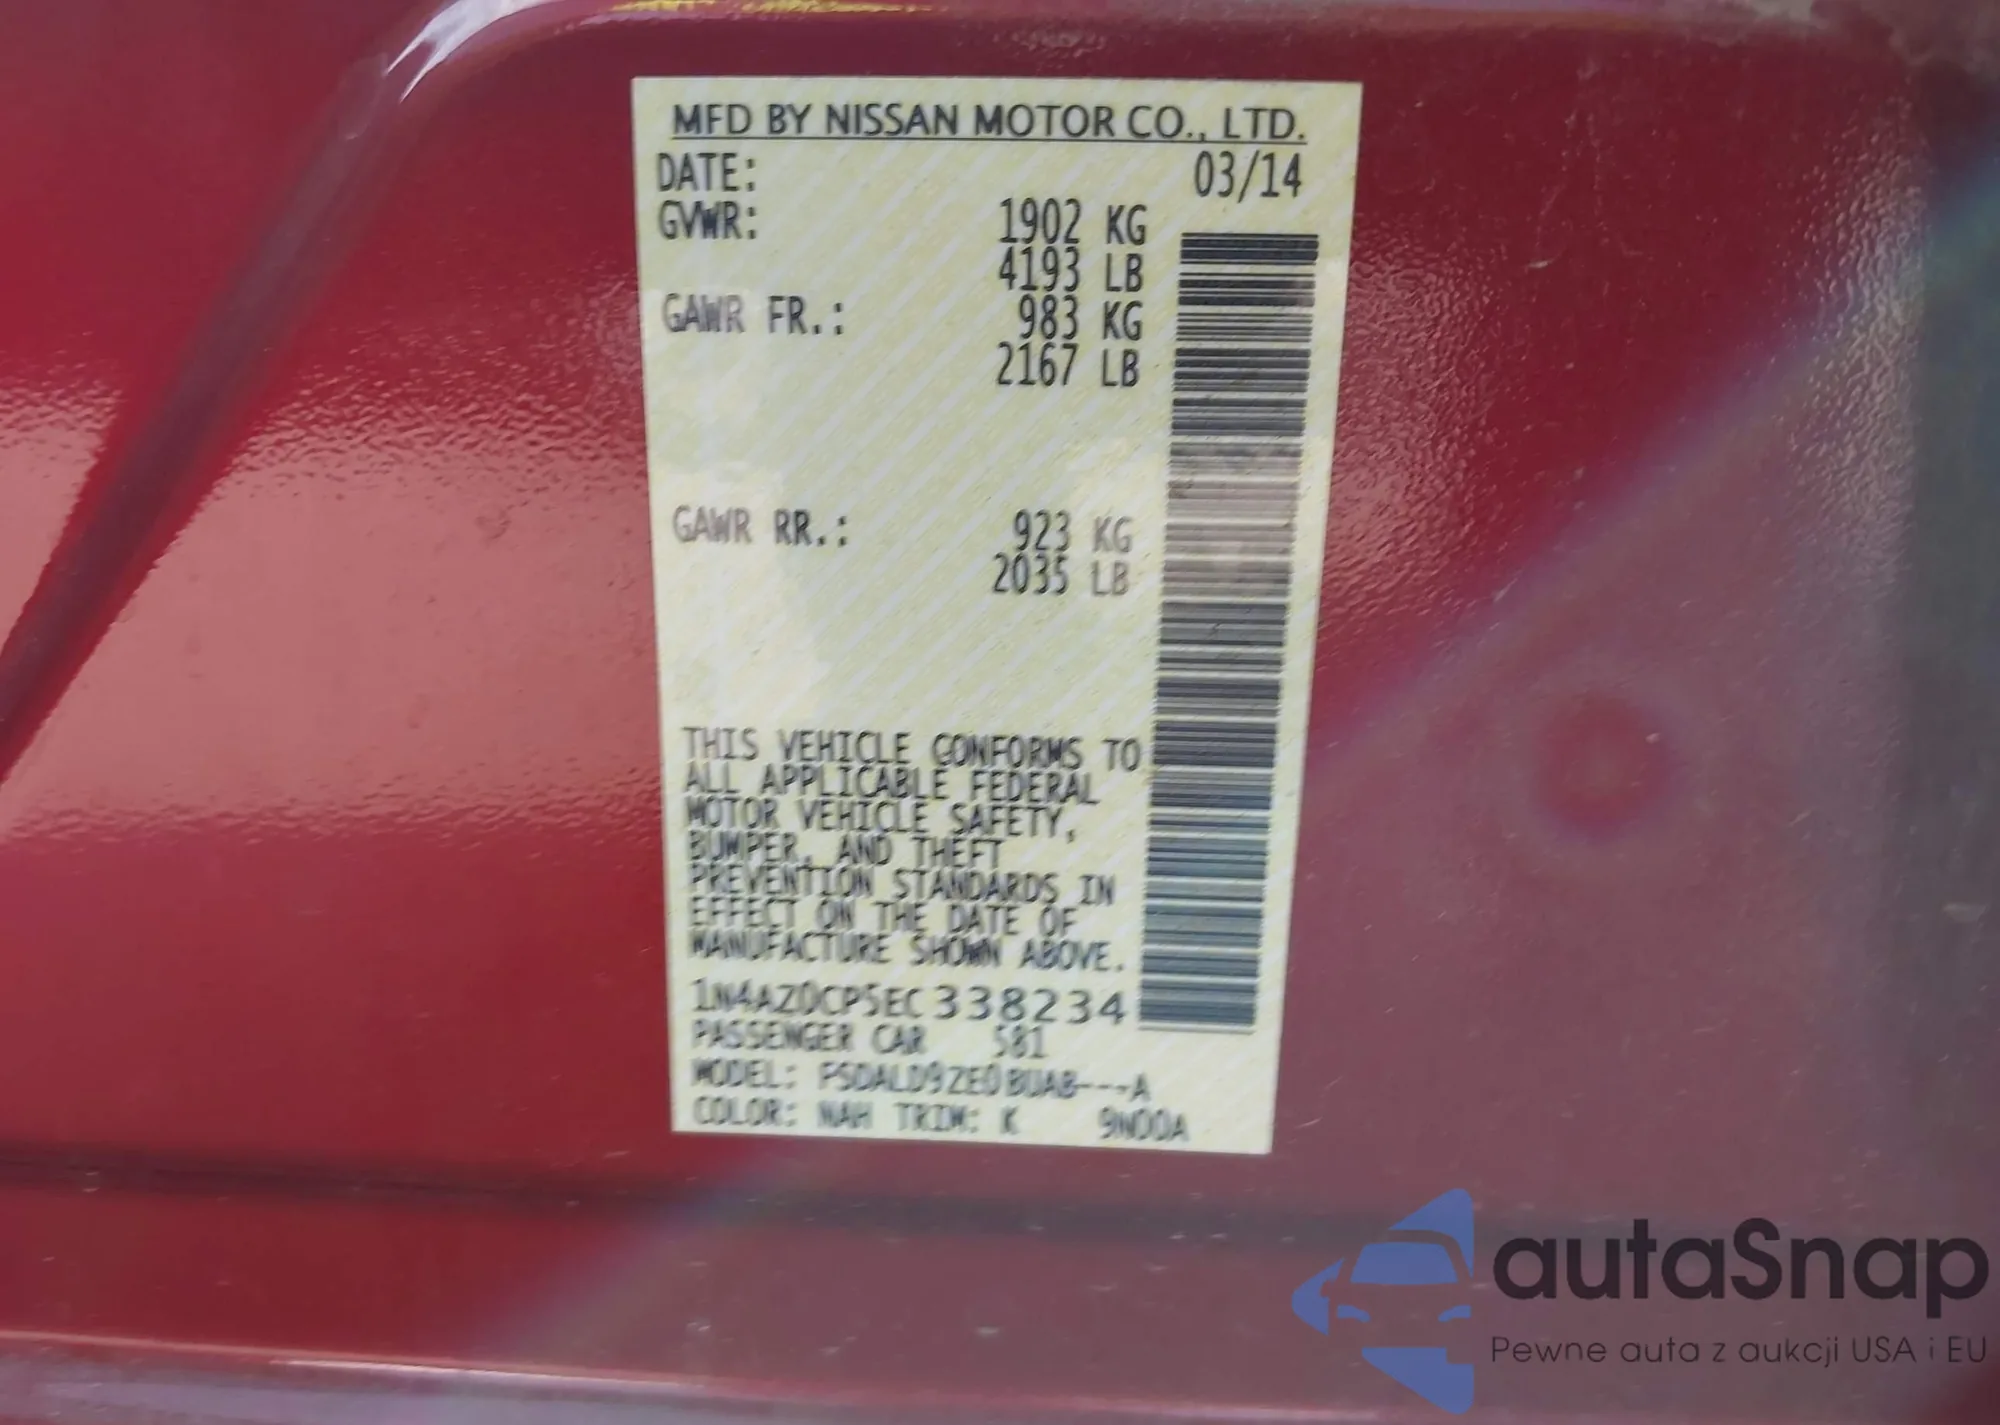 MFD BY NISSAN MOTOR CO., LTD.
DATE: 03/14
GVWR: 1902 KG
4193 LB
GAWR FR.: 983 KG
2167 LB
GAWR RR.: 923 KG
2035 LB
THIS VEHICLE CONFORMS TO
ALL APPLICABLE FEDERAL
MOTOR VEHICLE SAFETY,
BUMPER, AND THEFT
PREVENTION STANDARDS IN
EFFECT ON THE DATE OF
MANUFACTURE SHOWN ABOVE.
1N4AZ0CP5EC338234
PASSENGER CAR 581
MODEL: FSDALD9ZE0BUAB---A
COLOR: NAH TRIM: K 9N00A
autaSnap
Pewne auta z aukcji USA i EU